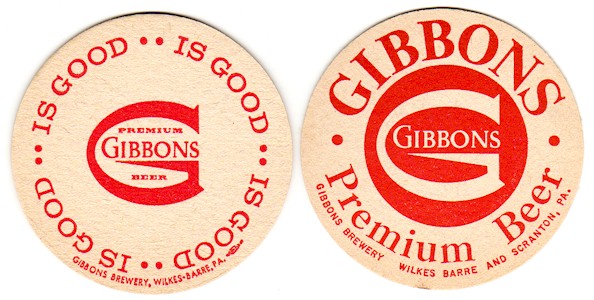 IS GOOD •• IS GOOD •• IS GOOD •• IS GOOD ••
PREMIUM
GIBBONS
BEER
GIBBONS BREWERY, WILKES-BARRE, PA.
GIBBONS
GIBBONS
• Premium Beer •
GIBBONS BREWERY WILKES BARRE AND SCRANTON, PA.